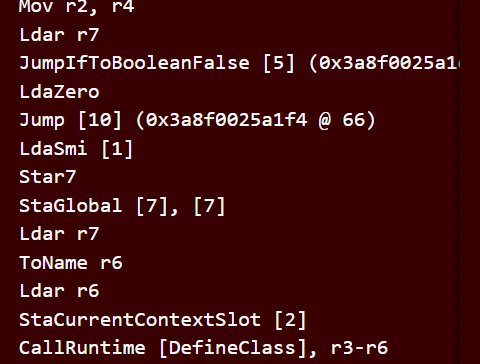 Mov r2, r4
Ldar r7
JumpIfToBooleanFalse [5] (0x3a8f0025a1
LdaZero
Jump [10] (0x3a8f0025a1f4 @ 66)
LdaSmi [1]
Star7
StaGlobal [7], [7]
Ldar r7
ToName r6
Ldar r6
StaCurrentContextSlot [2]
CallRuntime [DefineClass], r3-r6